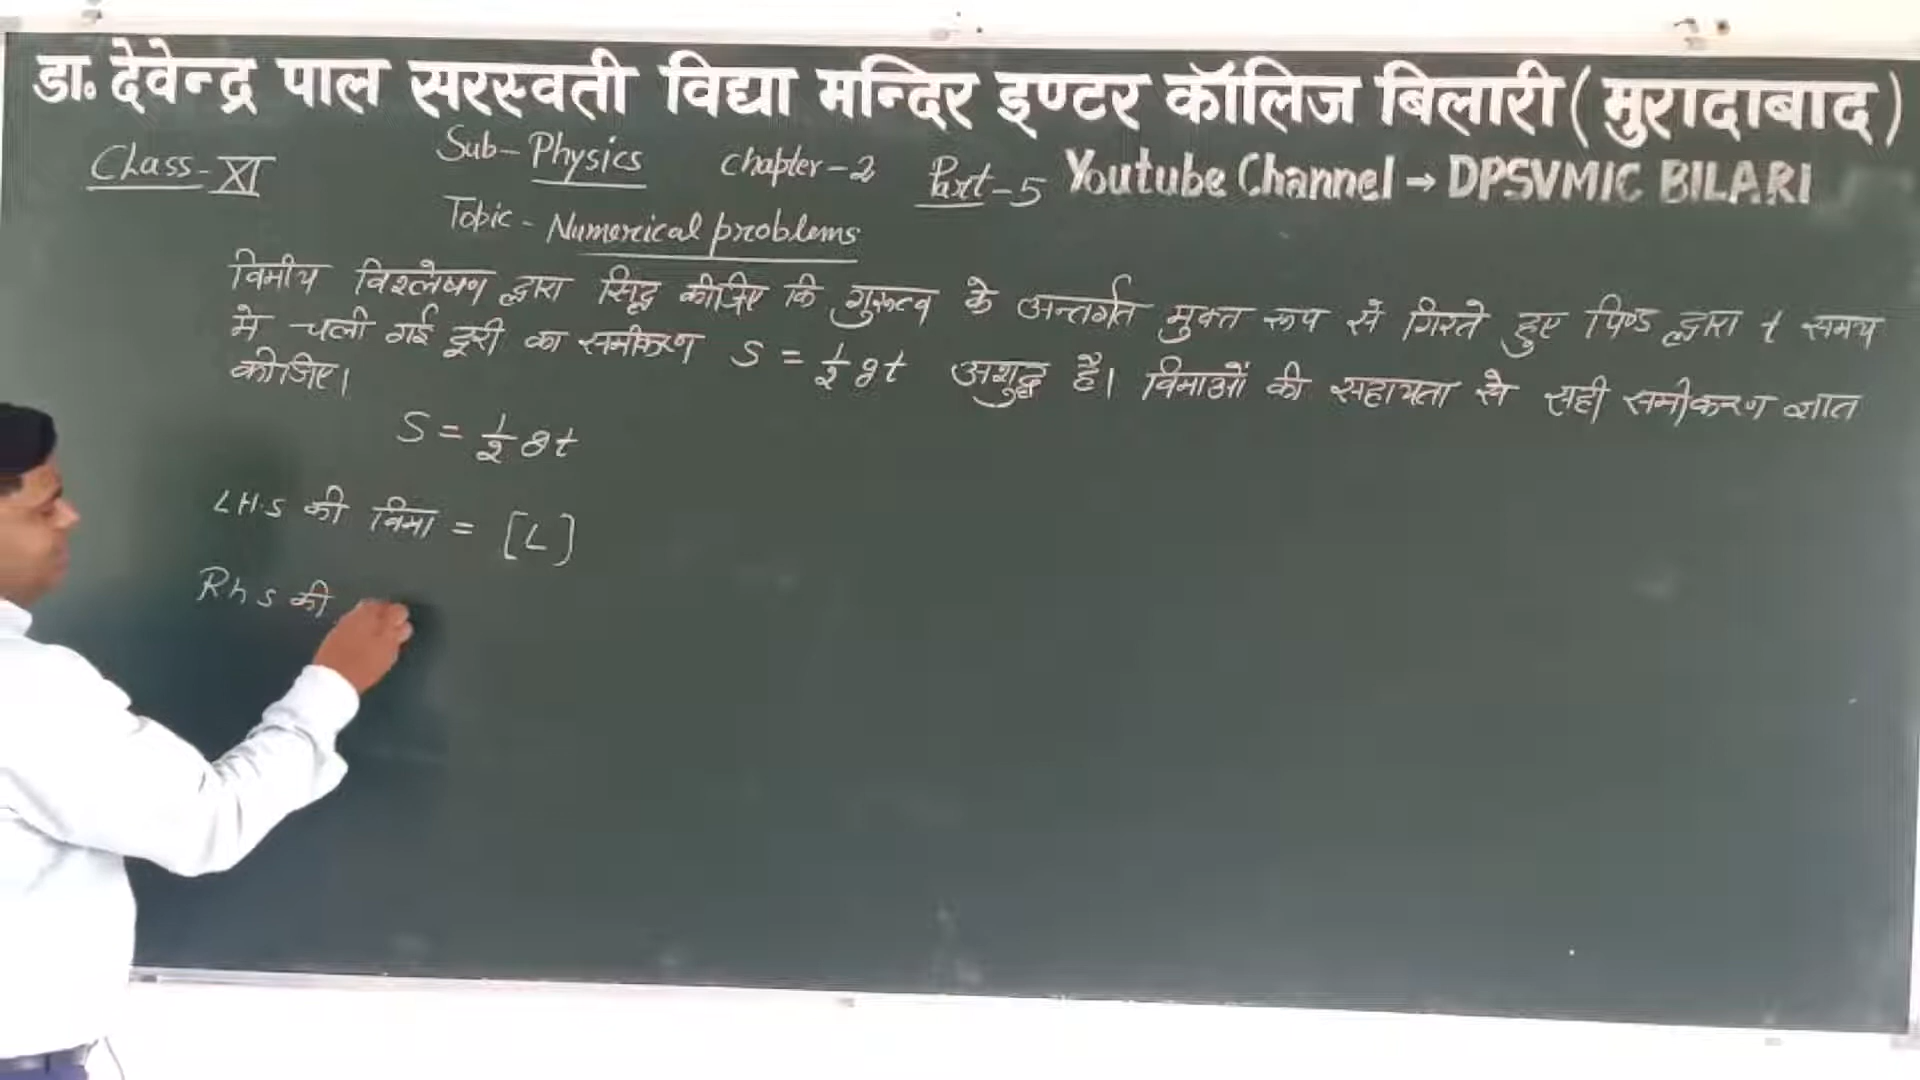 डा. देवेन्द्र पाल सरस्वती विद्या मन्दिर इण्टर कॉलिज बिलारी (मुरादाबाद)
Class-XI Sub-Physics Chapter-2 Part-5 Youtube Channel → DPSVMIC BILARI
Topic - Numerical problems
विमीय विश्लेषण द्वारा सिद्ध कीजिए कि गुरूत्व के अन्तर्गत मुक्त रूप से गिरते हुए पिण्ड द्वारा t समय
मे चली गई दूरी का समीकरण S = 1/2 gt अशुद्ध है। विमाओं की सहायता से सही समीकरण ज्ञात
कीजिए।
S = 1/2 gt
LH.S की विमा = [L]
Rhs की